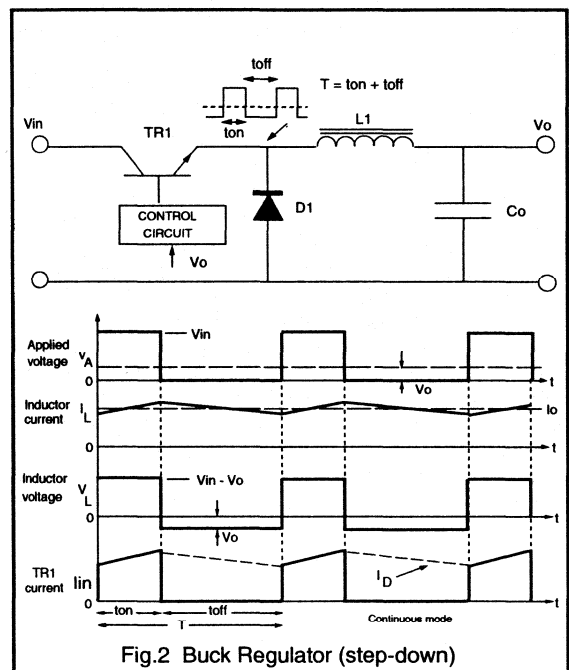 toff
T = ton + toff
ton
L1
Vin
TR1
Vo
CONTROL
CIRCUIT
Vo
D1
Co
Applied
voltage
VA
Vin
0
Vo
t
Inductor
current
IL
Io
0
t
Inductor
voltage
VL
Vin - Vo
0
Vo
t
TR1
current
Iin
ID
0
t
ton
toff
Continuous mode
T
Fig.2 Buck Regulator (step-down)